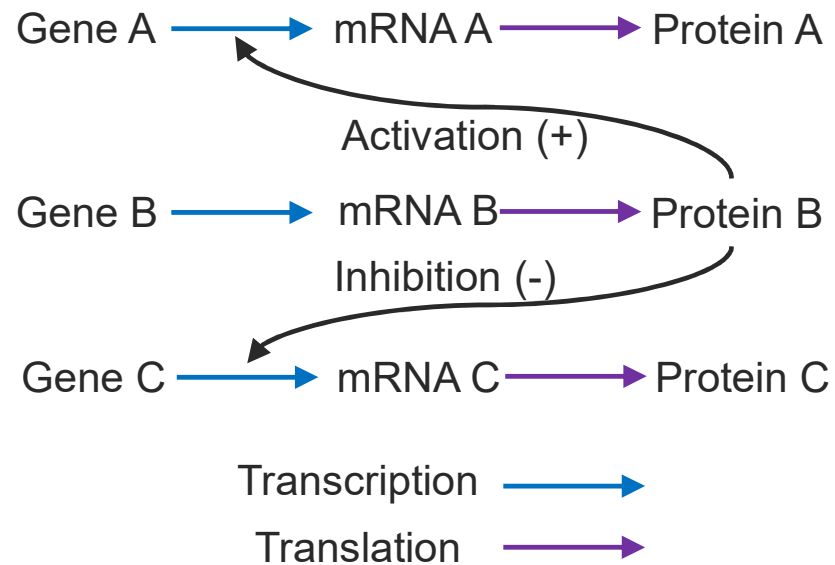 Gene A mRNA A Protein A
Activation (+)
Gene B mRNA B Protein B
Inhibition (-)
Gene C mRNA C Protein C
Transcription
Translation